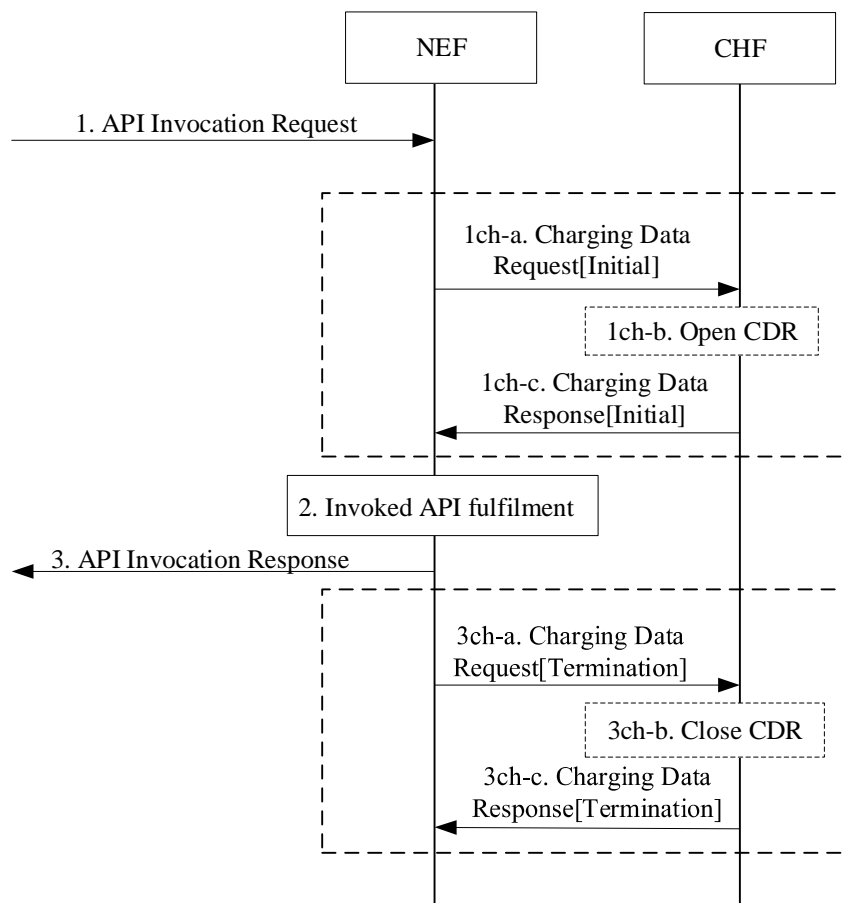 NEF
CHF
1. API Invocation Request
1ch-a. Charging Data
Request[Initial]
1ch-b. Open CDR
1ch-c. Charging Data
Response[Initial]
2. Invoked API fulfilment
3. API Invocation Response
3ch-a. Charging Data
Request[Termination]
3ch-b. Close CDR
3ch-c. Charging Data
Response[Termination]